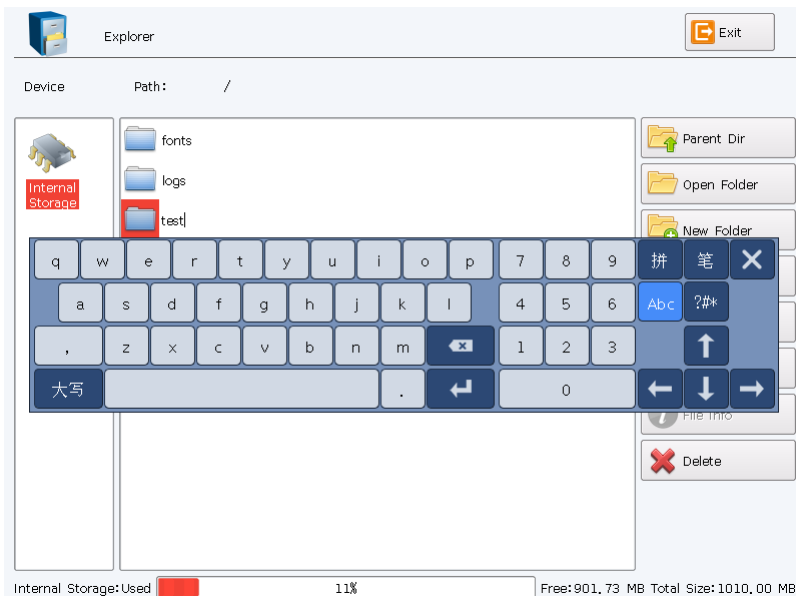 Explorer
Exit
Device
Path:
/
Internal
Storage
fonts
logs
test
Parent Dir
Open Folder
New Folder
q w e r t y u i o p 7 8 9 拼 笔
a s d f g h j k l 4 5 6 Abc ?#*
, z x c v b n m 1 2 3
大写 . 0
File Info
Delete
Internal Storage:Used
11%
Free:901.73 MB Total Size:1010.00 MB